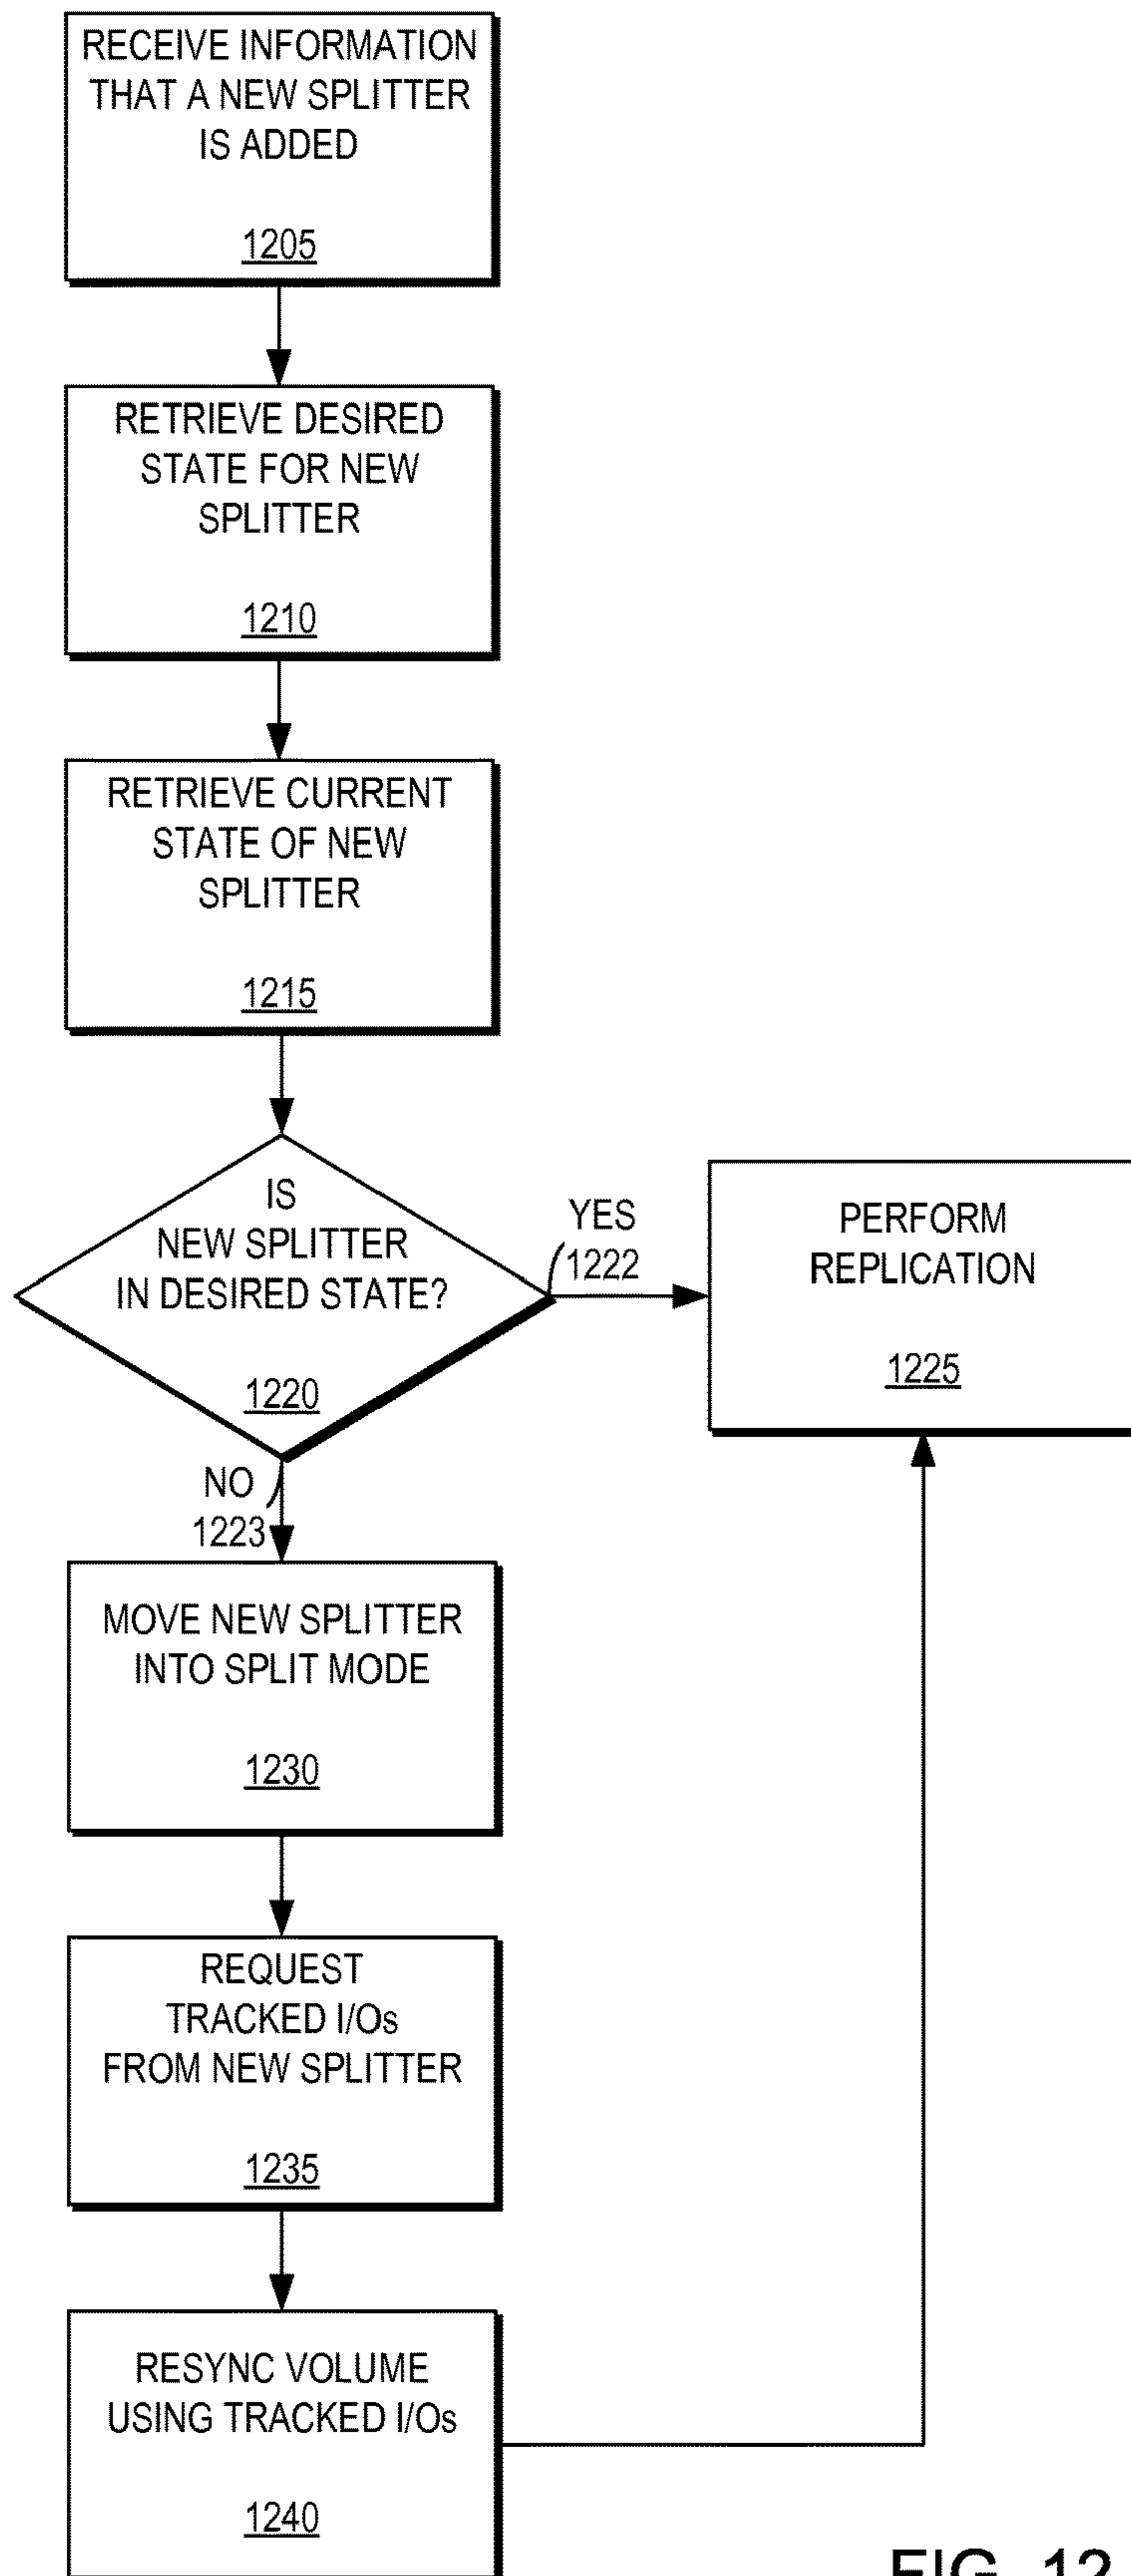 RECEIVE INFORMATION
THAT A NEW SPLITTER
IS ADDED
1205
RETRIEVE DESIRED
STATE FOR NEW
SPLITTER
1210
RETRIEVE CURRENT
STATE OF NEW
SPLITTER
1215
IS
NEW SPLITTER
IN DESIRED STATE?
1220
YES
1222
PERFORM
REPLICATION
1225
NO
1223
MOVE NEW SPLITTER
INTO SPLIT MODE
1230
REQUEST
TRACKED I/Os
FROM NEW SPLITTER
1235
RESYNC VOLUME
USING TRACKED I/Os
1240
FIG. 12